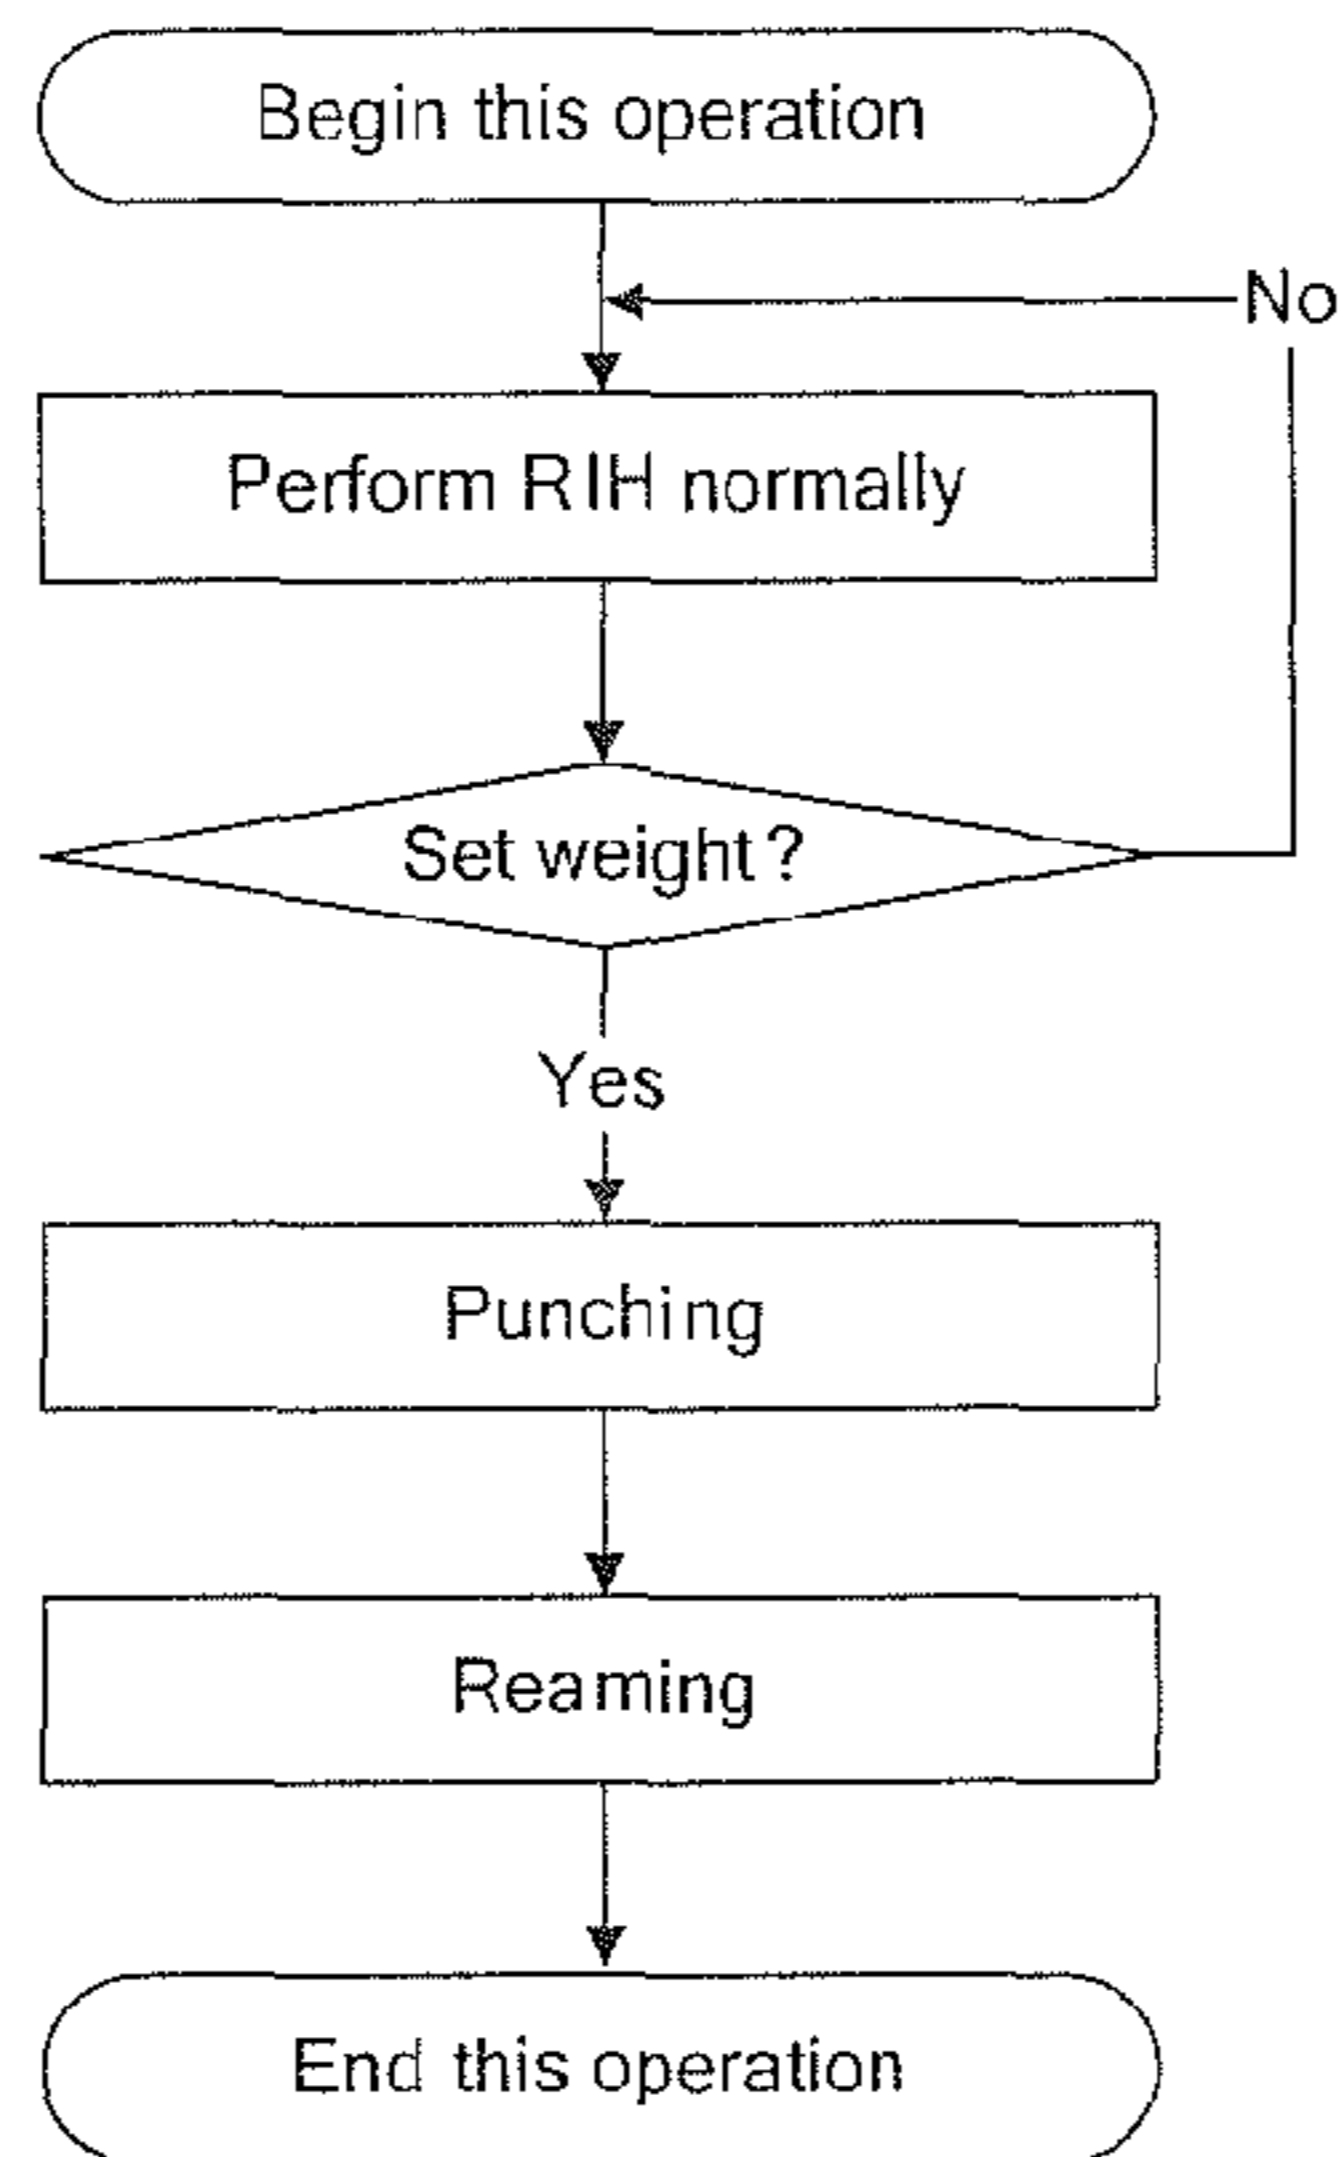 Begin this operation
No
Perform RIH normally
Set weight?
Yes
Punching
Reaming
End this operation